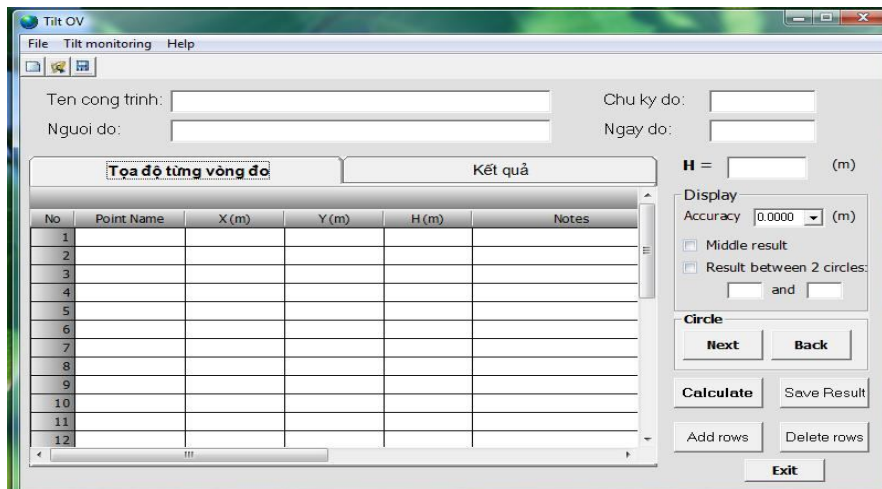 Tilt OV
File Tilt monitoring Help
Ten cong trinh: Chu ky do:
Nguoi do: Ngay do:
Tọa độ từng vòng đo Kết quả H = (m)
Display
Accuracy 0.0000 (m)
No Point Name X (m) Y (m) H (m) Notes
1
2
3
4
5
6
7
8
9
10
11
12
Middle result
Result between 2 circles:
and
Circle
Next Back
Calculate Save Result
Add rows Delete rows
Exit